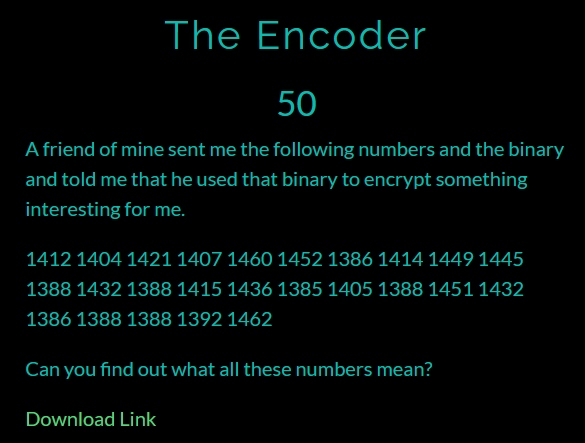 The Encoder
50
A friend of mine sent me the following numbers and the binary
and told me that he used that binary to encrypt something
interesting for me.
1412 1404 1421 1407 1460 1452 1386 1414 1449 1445
1388 1432 1388 1415 1436 1385 1405 1388 1451 1432
1386 1388 1388 1392 1462
Can you find out what all these numbers mean?
Download Link